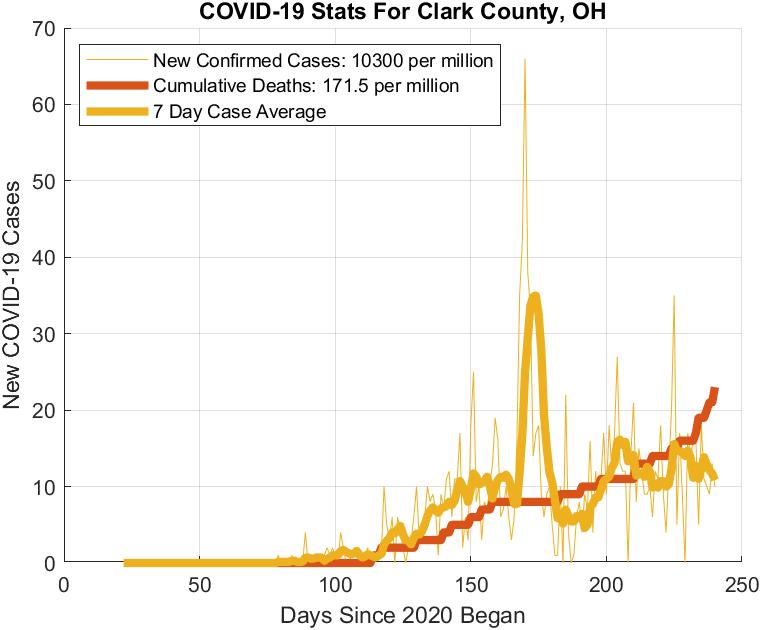 COVID-19 Stats For Clark County, OH
New Confirmed Cases: 10300 per million
Cumulative Deaths: 171.5 per million
7 Day Case Average
New COVID-19 Cases
70
60
50
40
30
20
10
0
0 50 100 150 200 250
Days Since 2020 Began